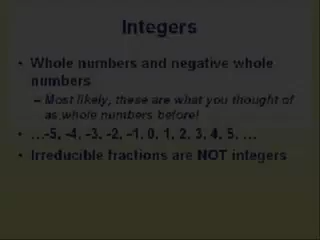 Integers
• Whole numbers and negative whole
numbers
– Most likely, these are what you thought of
as whole numbers before!
• …-5, -4, -3, -2, -1, 0, 1, 2, 3, 4, 5, …
• Irreducible fractions are NOT integers